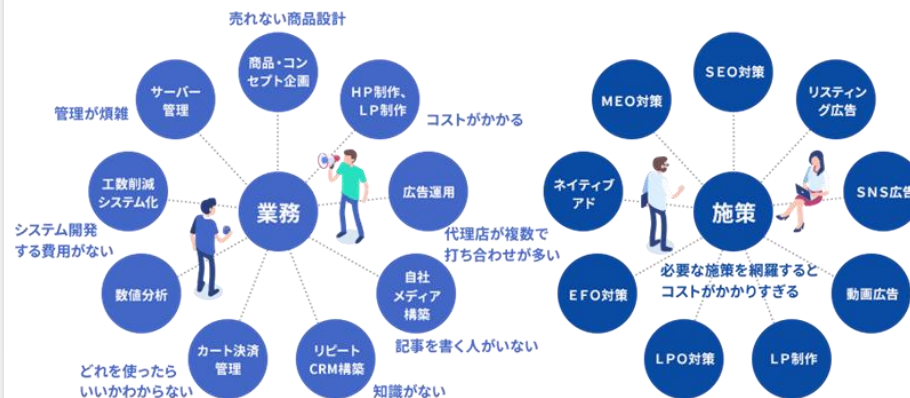 売れない商品設計
商品・コン
セプト企画
サーバー
管理
管理が煩雑
HP制作、
LP制作
コストがかかる
工数削減
システム化
システム開発
する費用がない
業務
広告運用
代理店が複数で
打ち合わせが多い
数値分析
自社
メディア
構築
記事を書く人がいない
カート決済
管理
どれを使ったら
いいかわからない
リピート
CRM構築
知識がない
SEO対策
MEO対策
リスティン
グ広告
ネイティブ
アド
施策
SNS広告
必要な施策を網羅すると
コストがかかりすぎる
EFO対策
動画広告
LPO対策
LP制作